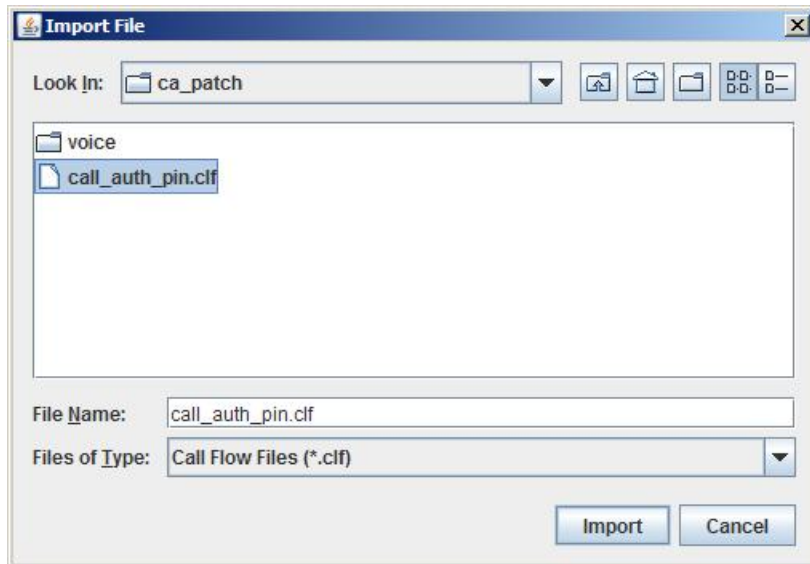 Import File
Look In: ca_patch
voice
call_auth_pin.clf
File Name: call_auth_pin.clf
Files of Type: Call Flow Files (*.clf)
Import Cancel